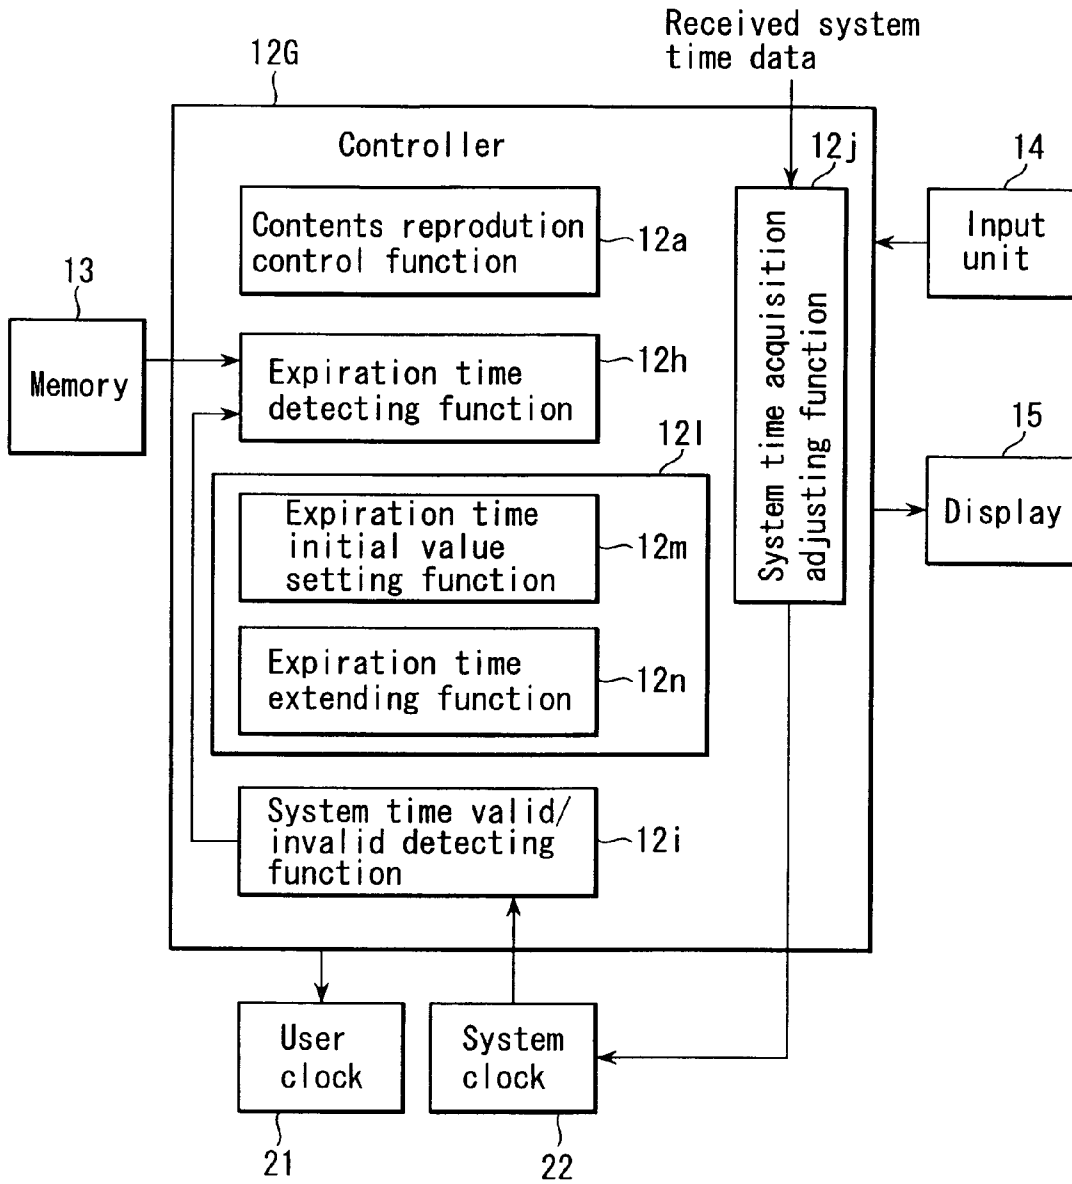 Received system
time data
12G
Controller
12j
14
Input
unit
Contents reprodution
control function
12a
13
Memory
Expiration time
detecting function
12h
System time acquisition
adjusting function
15
Display
12l
Expiration time
initial value
setting function
12m
Expiration time
extending function
12n
System time valid/
invalid detecting
function
12i
User
clock
System
clock
21
22